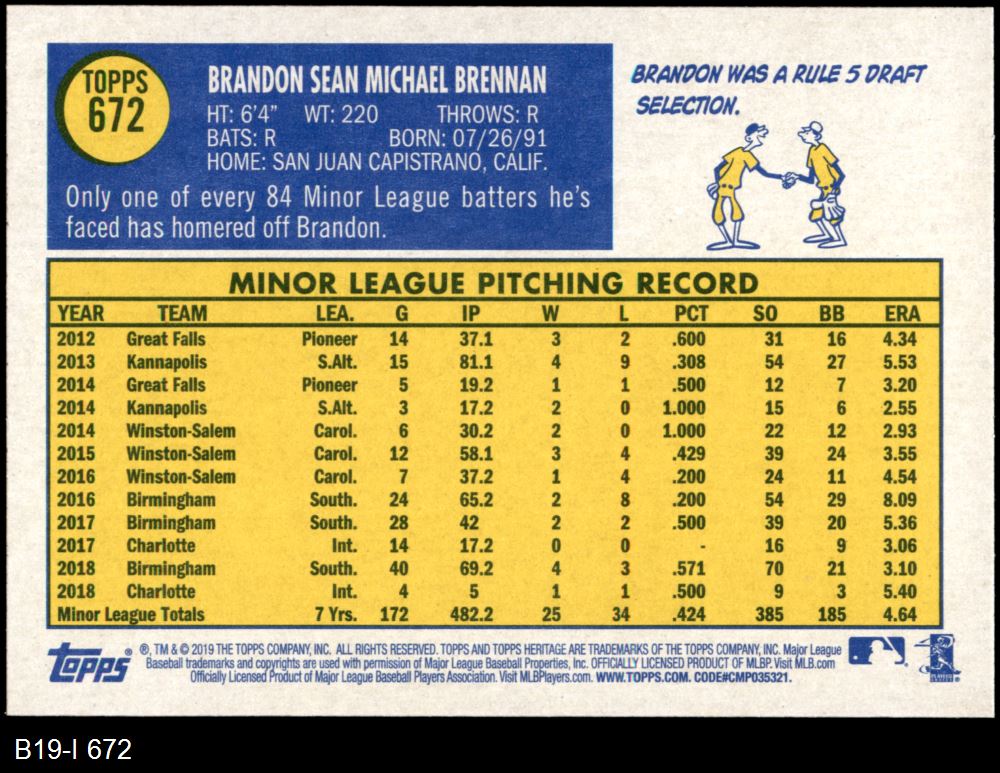 TOPPS
672
BRANDON SEAN MICHAEL BRENNAN
HT: 6'4" WT: 220 THROWS: R
BATS: R BORN: 07/26/91
HOME: SAN JUAN CAPISTRANO, CALIF.
Only one of every 84 Minor League batters he's
faced has homered off Brandon.
BRANDON WAS A RULE 5 DRAFT
SELECTION.
MINOR LEAGUE PITCHING RECORD
YEAR TEAM LEA. G IP W L PCT SO BB ERA
2012 Great Falls Pioneer 14 37.1 3 2 .600 31 16 4.34
2013 Kannapolis S.Alt. 15 81.1 4 9 .308 54 27 5.53
2014 Great Falls Pioneer 5 19.2 1 1 .500 12 7 3.20
2014 Kannapolis S.Alt. 3 17.2 2 0 1.000 15 6 2.55
2014 Winston-Salem Carol. 6 30.2 2 0 1.000 22 12 2.93
2015 Winston-Salem Carol. 12 58.1 3 4 .429 39 24 3.55
2016 Winston-Salem Carol. 7 37.2 1 4 .200 24 11 4.54
2016 Birmingham South. 24 65.2 2 8 .200 54 29 8.09
2017 Birmingham South. 28 42 2 2 .500 39 20 5.36
2017 Charlotte Int. 14 17.2 0 0 - 16 9 3.06
2018 Birmingham South. 40 69.2 4 3 .571 70 21 3.10
2018 Charlotte Int. 4 5 1 1 .500 9 3 5.40
Minor League Totals 7 Yrs. 172 482.2 25 34 .424 385 185 4.64
Topps ®
®, TM & © 2019 THE TOPPS COMPANY, INC. ALL RIGHTS RESERVED. TOPPS AND TOPPS HERITAGE ARE TRADEMARKS OF THE TOPPS COMPANY, INC. Major League
Baseball trademarks and copyrights are used with permission of Major League Baseball Properties, Inc. OFFICIALLY LICENSED PRODUCT OF MLBP. Visit MLB.com
Officially Licensed Product of Major League Baseball Players Association. Visit MLBPlayers.com. WWW.TOPPS.COM. CODE#CMP035321.
B19-I 672